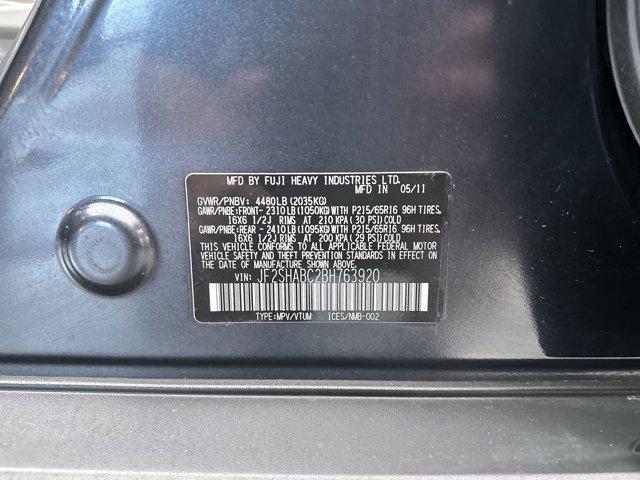 MFD BY FUJI HEAVY INDUSTRIES LTD.
MFD IN 05/11
GVWR/PNBV: 4480LB(2035KG)
GAWR/PNBE:FRONT- 2310LB(1050KG)WITH P215/65R16 96H TIRES,
16X6 1/2J RIMS AT 210 KPA(30 PSI)COLD
GAWR/PNBE:REAR - 2410LB(1095KG)WITH P215/65R16 96H TIRES,
16X6 1/2J RIMS AT 200 KPA(29 PSI)COLD
THIS VEHICLE CONFORMS TO ALL APPLICABLE FEDERAL MOTOR
VEHICLE SAFETY AND THEFT PREVENTION STANDARDS IN EFFECT ON
THE DATE OF MANUFACTURE SHOWN ABOVE.
VIN: JF2SHABC2BH763920
TYPE:MPV/VTUM ICES/NMB-002